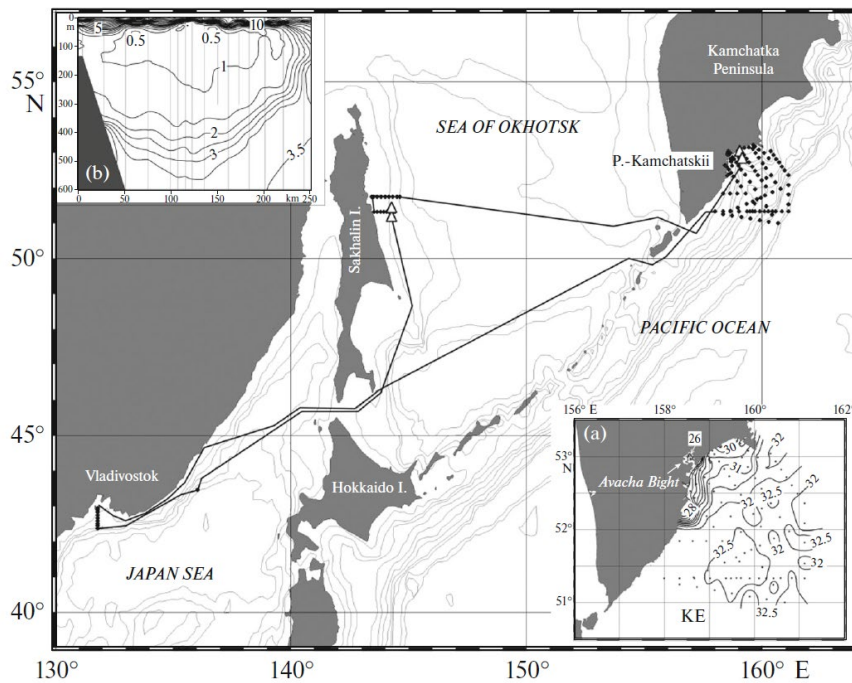 0
m
100
200
300
400
500
600
5
0.5
0.5
10
1
2
3
3.5
(b)
0
50
100
150
200
km
250
55°
N
50°
45°
40°
130°
140°
150°
160° E
SEA OF OKHOTSK
Kamchatka
Peninsula
P.-Kamchatskii
Sakhalin I.
PACIFIC OCEAN
Vladivostok
Hokkaido I.
JAPAN SEA
156° E
158°
160°
162°
(a)
26
53°
N
52°
51°
Avacha Bight
30
31
28
32
32
32.5
32
32
32.5
32.5
32
32.5
KE